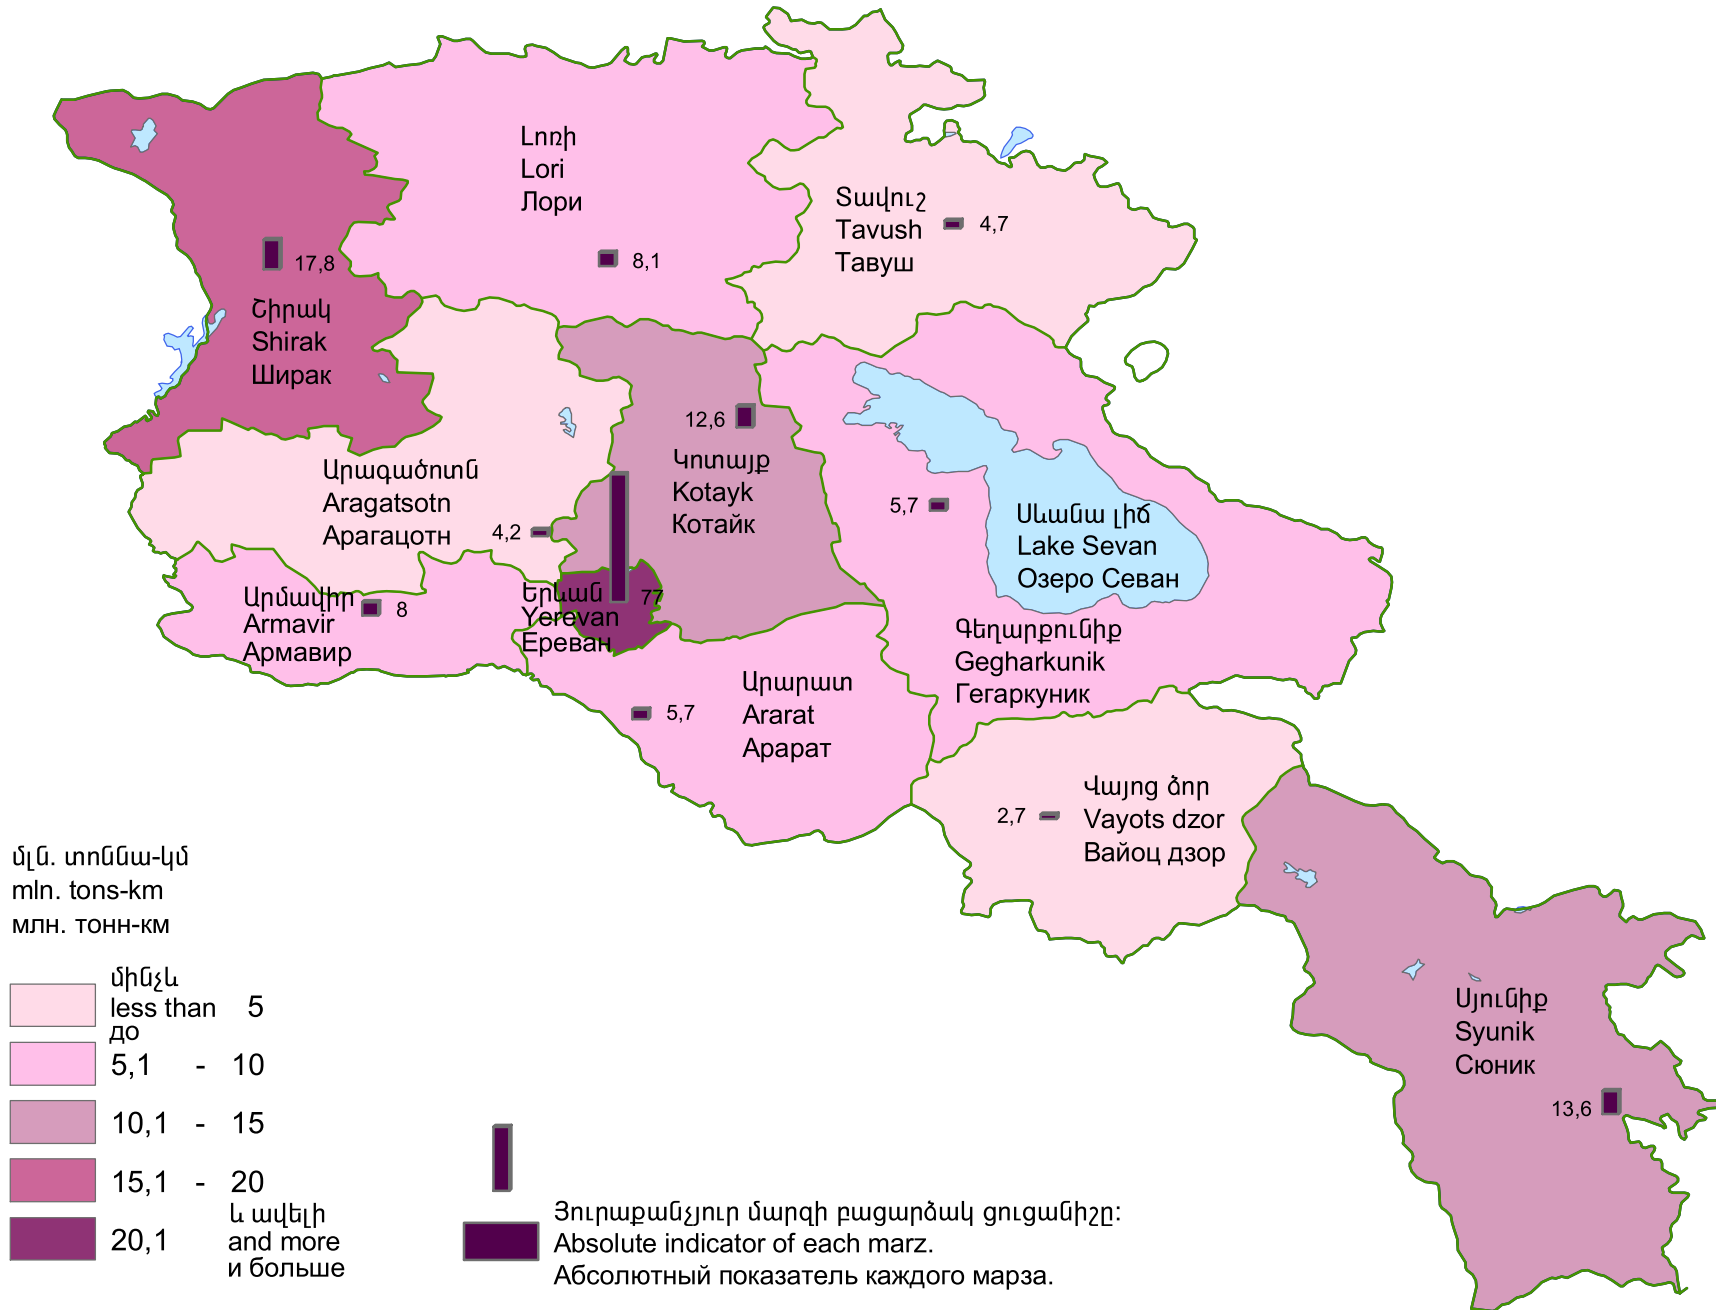 Լոռի
Lori
Лори
8,1
Տավուշ
Tavush
Тавуш
4,7
17,8
Շիրակ
Shirak
Ширак
12,6
Կոտայք
Kotayk
Котайк
Արագածոտն
Aragatsotn
Арагацотн
4,2
5,7
Սևանա լիճ
Lake Sevan
Озеро Севан
Արմավիր
Armavir
Армавир
8
Երևան
Yerevan
Ереван
77
Գեղարքունիք
Gegharkunik
Гегаркуник
5,7
Արարատ
Ararat
Арарат
2,7
Վայոց ձոր
Vayots dzor
Вайоц дзор
Սյունիք
Syunik
Сюник
13,6
մլն. տոննա-կմ
mln. tons-km
млн. тонн-км
մինչև
less than 5
до
5,1 - 10
10,1 - 15
15,1 - 20
20,1
և ավելի
and more
и больше
Յուրաքանչյուր մարզի բացարձակ ցուցանիշը:
Absolute indicator of each marz.
Абсолютный показатель каждого марза.